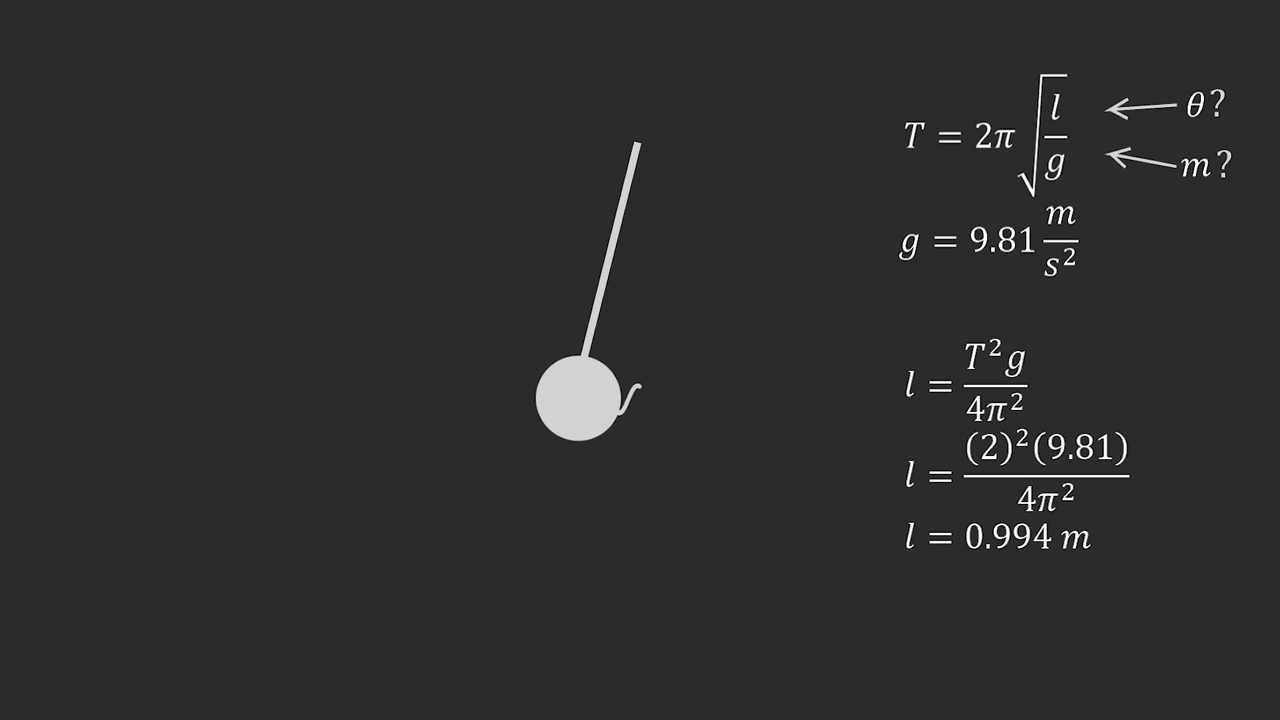 T = 2π√(l/g)
θ?
m?
g = 9.81 m/s²
l = T²g/4π²
l = (2)²(9.81)/4π²
l = 0.994 m